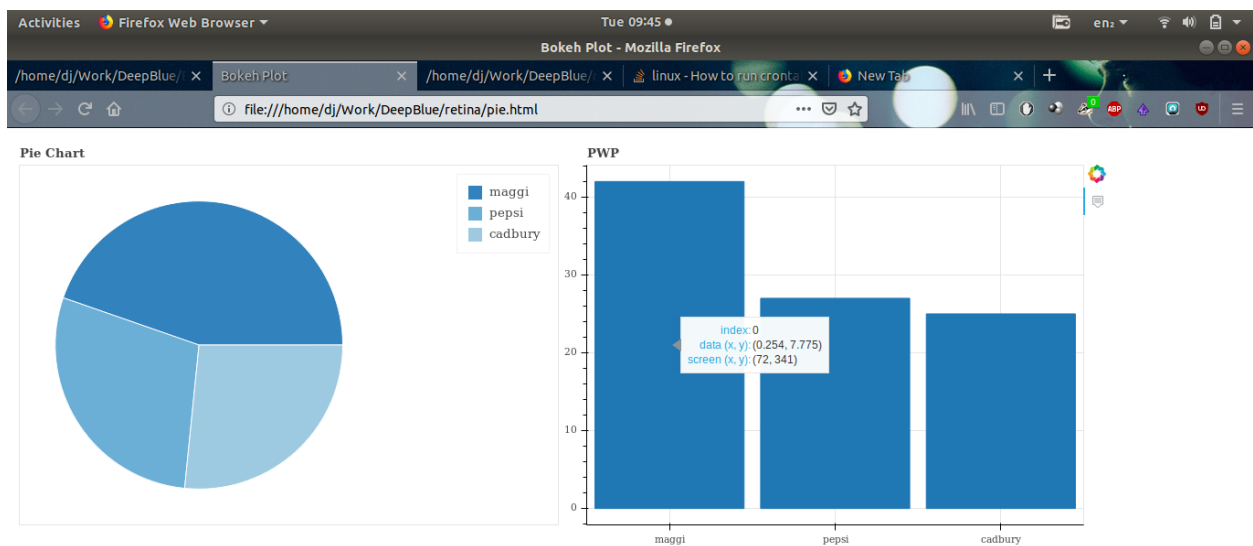 Activities Firefox Web Browser Tue 09:45 en₂
Bokeh Plot - Mozilla Firefox
/home/dj/Work/DeepBlue/ Bokeh Plot /home/dj/Work/DeepBlue/ linux - How to run cronta New Tab
file:///home/dj/Work/DeepBlue/retina/pie.html 0 ABP
Pie Chart
maggi
pepsi
cadbury
PWP
40
30
20
10
0
index: 0
data (x, y): (0.254, 7.775)
screen (x, y): (72, 341)
maggi pepsi cadbury